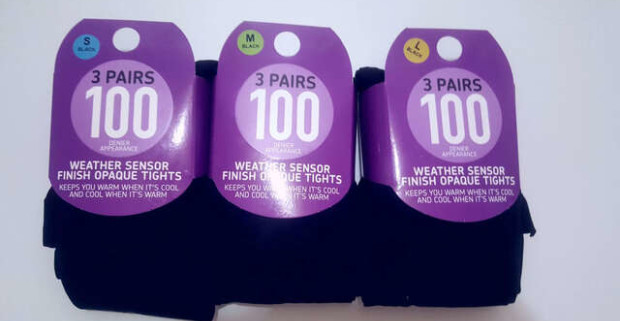 S
BLACK
3 PAIRS
100
DENIER
APPEARANCE
WEATHER SENSOR
FINISH OPAQUE TIGHTS
KEEPS YOU WARM WHEN IT'S COOL
AND COOL WHEN IT'S WARM
M
BLACK
3 PAIRS
100
DENIER
APPEARANCE
WEATHER SENSOR
FINISH OPAQUE TIGHTS
KEEPS YOU WARM WHEN IT'S COOL
AND COOL WHEN IT'S WARM
L
BLACK
3 PAIRS
100
DENIER
APPEARANCE
WEATHER SENSOR
FINISH OPAQUE TIGHTS
KEEPS YOU WARM WHEN IT'S COOL
AND COOL WHEN IT'S WARM